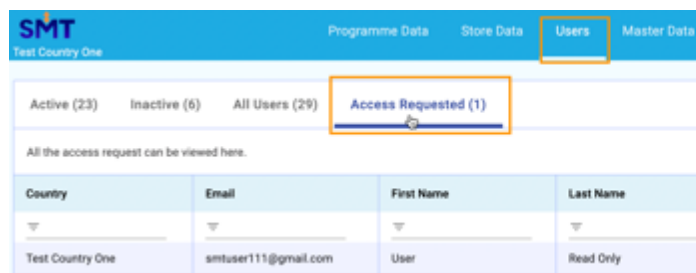 SMT
Test Country One
Programme Data Store Data Users Master Data
Active (23) Inactive (6) All Users (29) Access Requested (1)
All the access request can be viewed here.
Country Email First Name Last Name
Test Country One smtuser111@gmail.com User Read Only